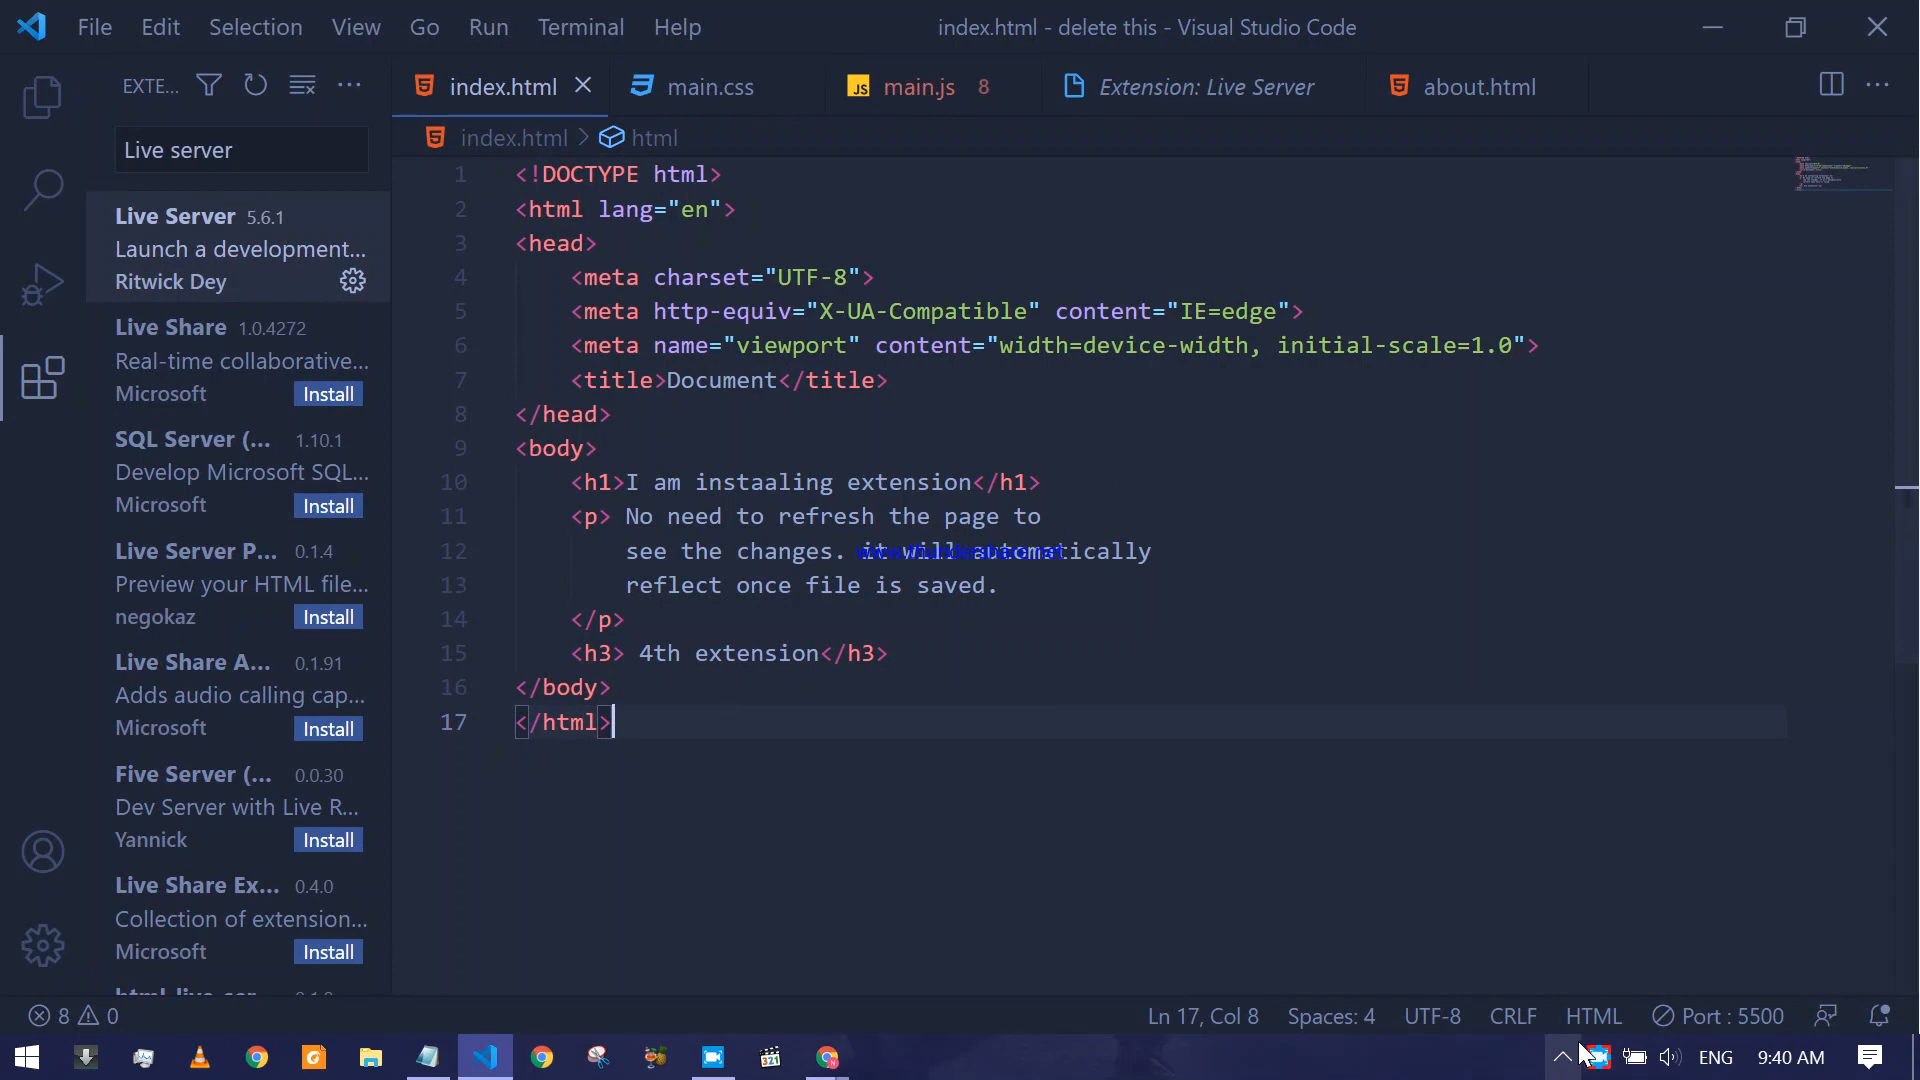 File Edit Selection View Go Run Terminal Help
index.html - delete this - Visual Studio Code
EXTE...
index.html
main.css
JS main.js 8
Extension: Live Server
about.html
Live server
index.html > html
Live Server 5.6.1
Launch a development...
Ritwick Dey
Live Share 1.0.4272
Real-time collaborative...
Microsoft Install
SQL Server (... 1.10.1
Develop Microsoft SQL...
Microsoft Install
Live Server P... 0.1.4
Preview your HTML file...
negokaz Install
Live Share A... 0.1.91
Adds audio calling cap...
Microsoft Install
Five Server (... 0.0.30
Dev Server with Live R...
Yannick Install
Live Share Ex... 0.4.0
Collection of extension...
Microsoft Install
1 <!DOCTYPE html>
2 <html lang="en">
3 <head>
4 <meta charset="UTF-8">
5 <meta http-equiv="X-UA-Compatible" content="IE=edge">
6 <meta name="viewport" content="width=device-width, initial-scale=1.0">
7 <title>Document</title>
8 </head>
9 <body>
10 <h1>I am instaaling extension</h1>
11 <p> No need to refresh the page to
12 see the changes. it will automatically
www.thundershare.net
13 reflect once file is saved.
14 </p>
15 <h3> 4th extension</h3>
16 </body>
17 </html>
8 0
Ln 17, Col 8 Spaces: 4 UTF-8 CRLF HTML Port : 5500
321
ENG 9:40 AM